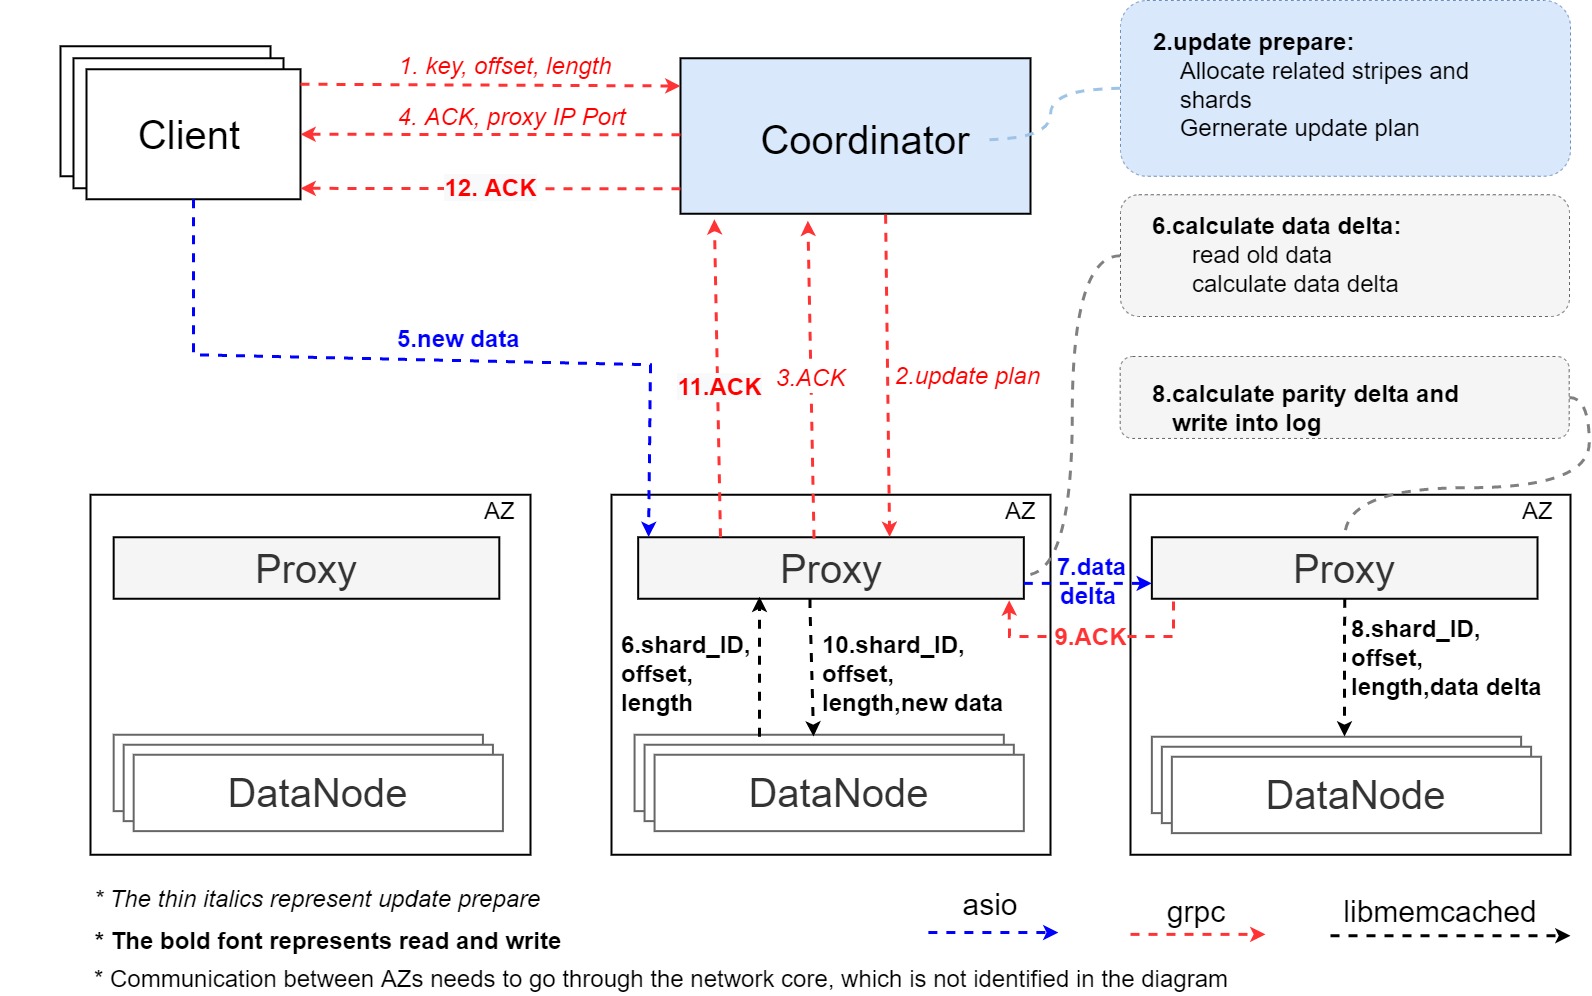 1. key, offset, length
4. ACK, proxy IP Port
12. ACK
Client
Coordinator
2.update prepare:
Allocate related stripes and
shards
Gernerate update plan
6.calculate data delta:
read old data
calculate data delta
8.calculate parity delta and
write into log
5.new data
11.ACK
3.ACK
2.update plan
AZ
Proxy
DataNode
AZ
Proxy
6.shard_ID,
offset,
length
10.shard_ID,
offset,
length,new data
DataNode
7.data
delta
9.ACK
AZ
Proxy
8.shard_ID,
offset,
length,data delta
DataNode
* The thin italics represent update prepare
* The bold font represents read and write
* Communication between AZs needs to go through the network core, which is not identified in the diagram
asio
grpc
libmemcached